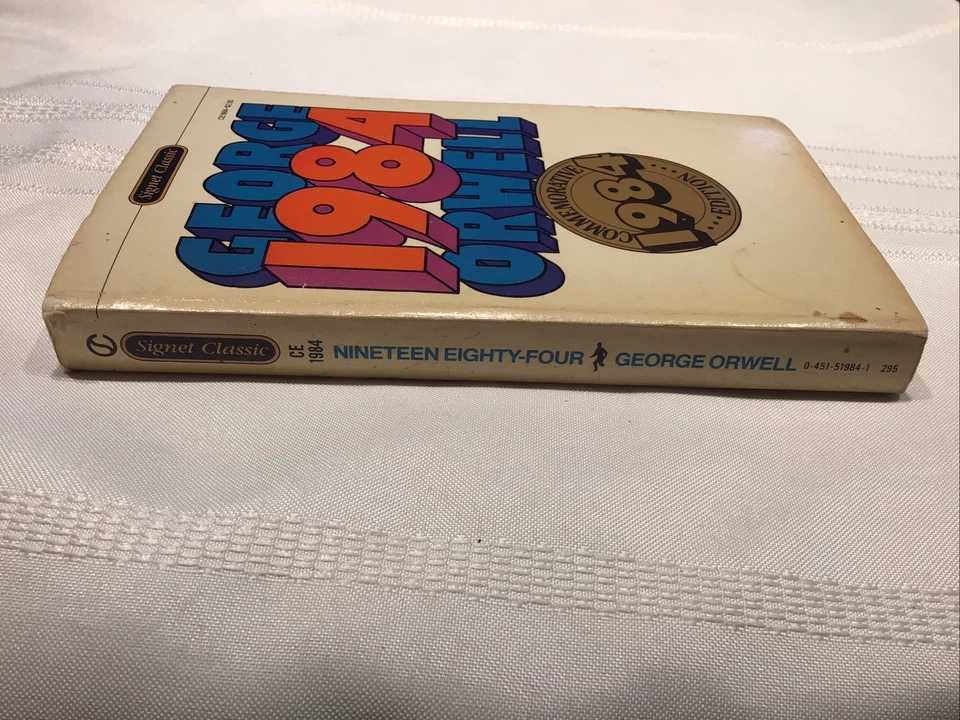 Signet Classic
GEORGE
1984
ORWELL
COMMEMORATIVE
1984
EDITION
C
Signet Classic
CE
1984
NINETEEN EIGHTY-FOUR GEORGE ORWELL 0-451-51984-1 295